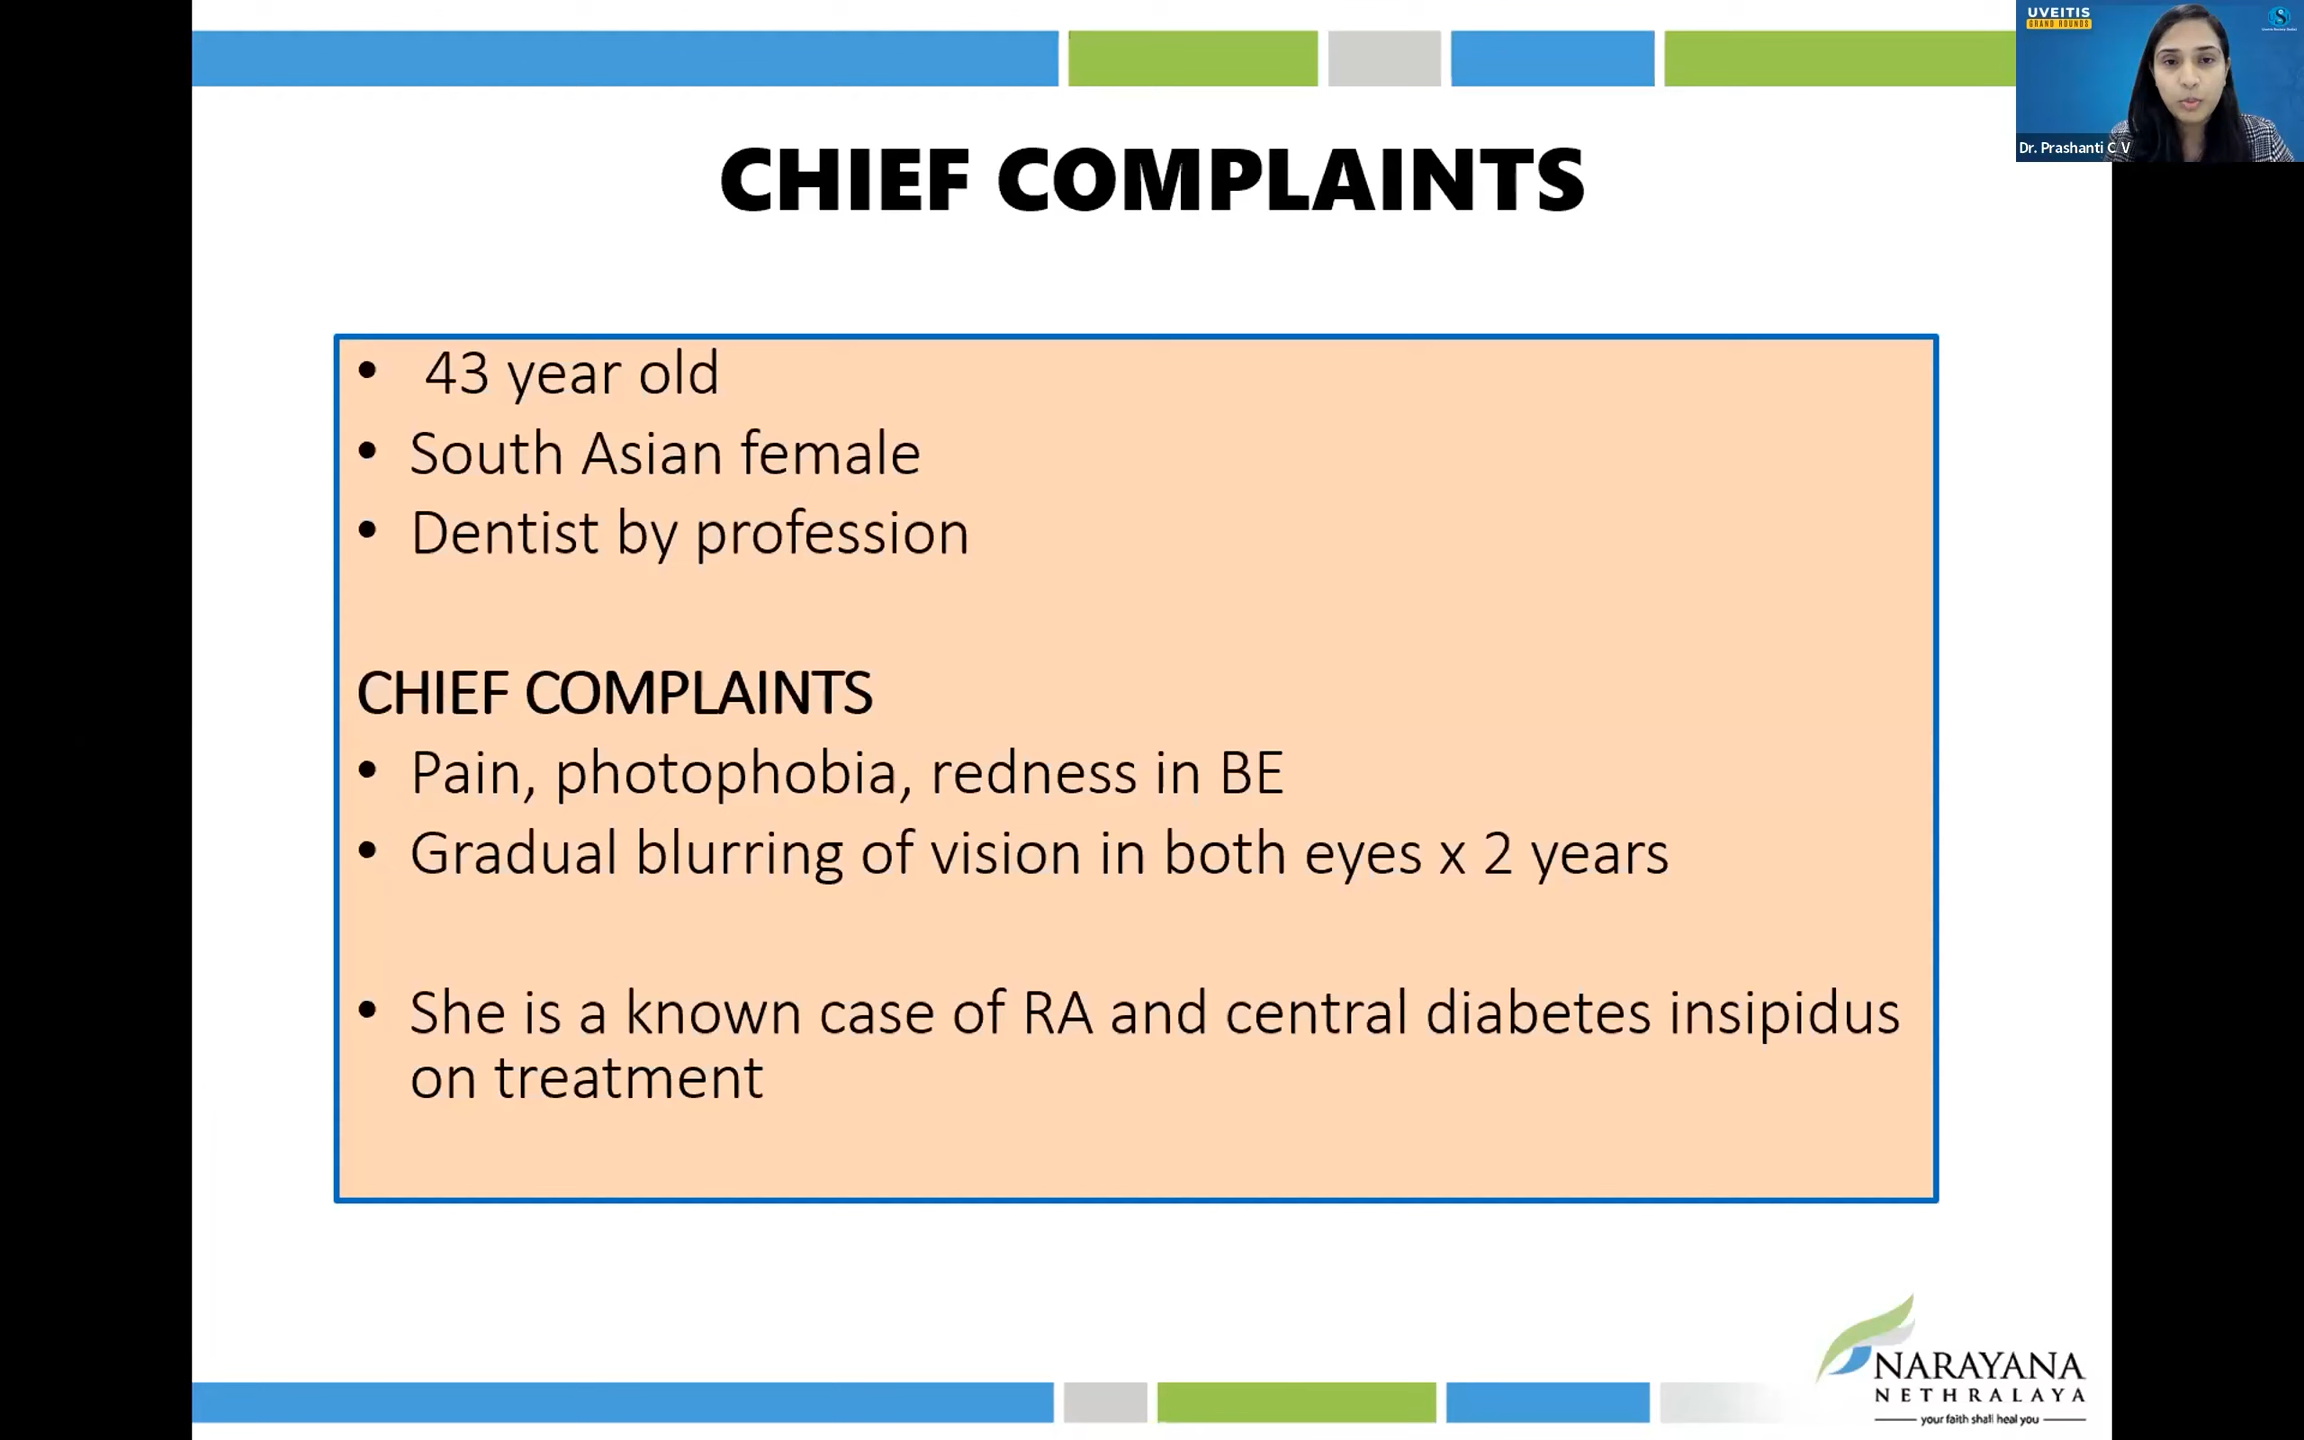 UVEITIS
GRAND ROUNDS
Dr. Prashanti C V
CHIEF COMPLAINTS
• 43 year old
• South Asian female
• Dentist by profession
CHIEF COMPLAINTS
• Pain, photophobia, redness in BE
• Gradual blurring of vision in both eyes x 2 years
• She is a known case of RA and central diabetes insipidus
on treatment
NARAYANA
NETHRALAYA
your faith shall heal you